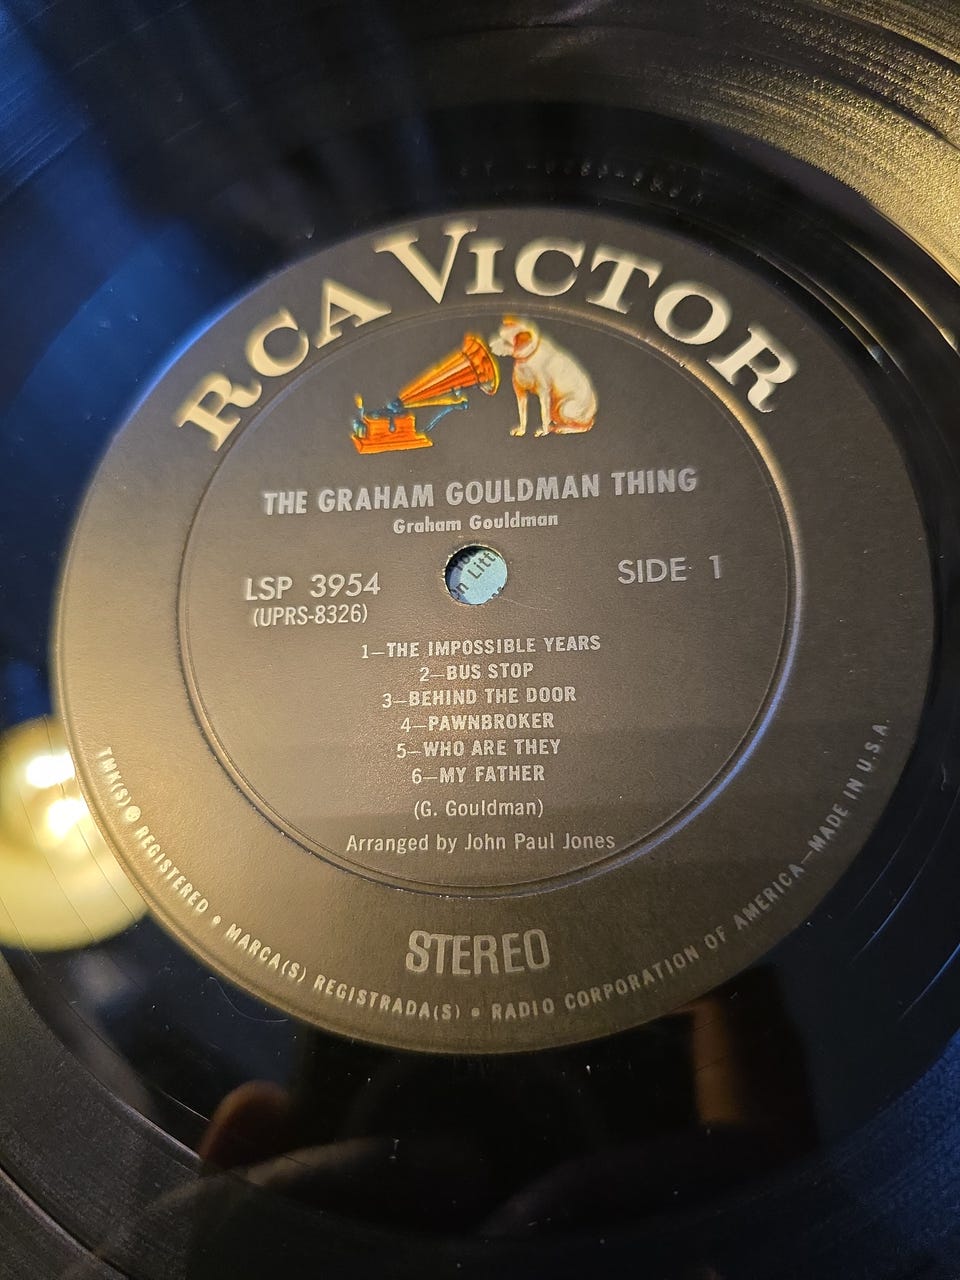 RCA VICTOR
THE GRAHAM GOULDMAN THING
Graham Gouldman
LSP 3954
(UPRS-8326)
SIDE 1
1—THE IMPOSSIBLE YEARS
2—BUS STOP
3—BEHIND THE DOOR
4—PAWNBROKER
5—WHO ARE THEY
6—MY FATHER
(G. Gouldman)
Arranged by John Paul Jones
STEREO
TMK(S) ® REGISTERED • MARCA(S) REGISTRADA(S) • RADIO CORPORATION OF AMERICA—MADE IN U.S.A.